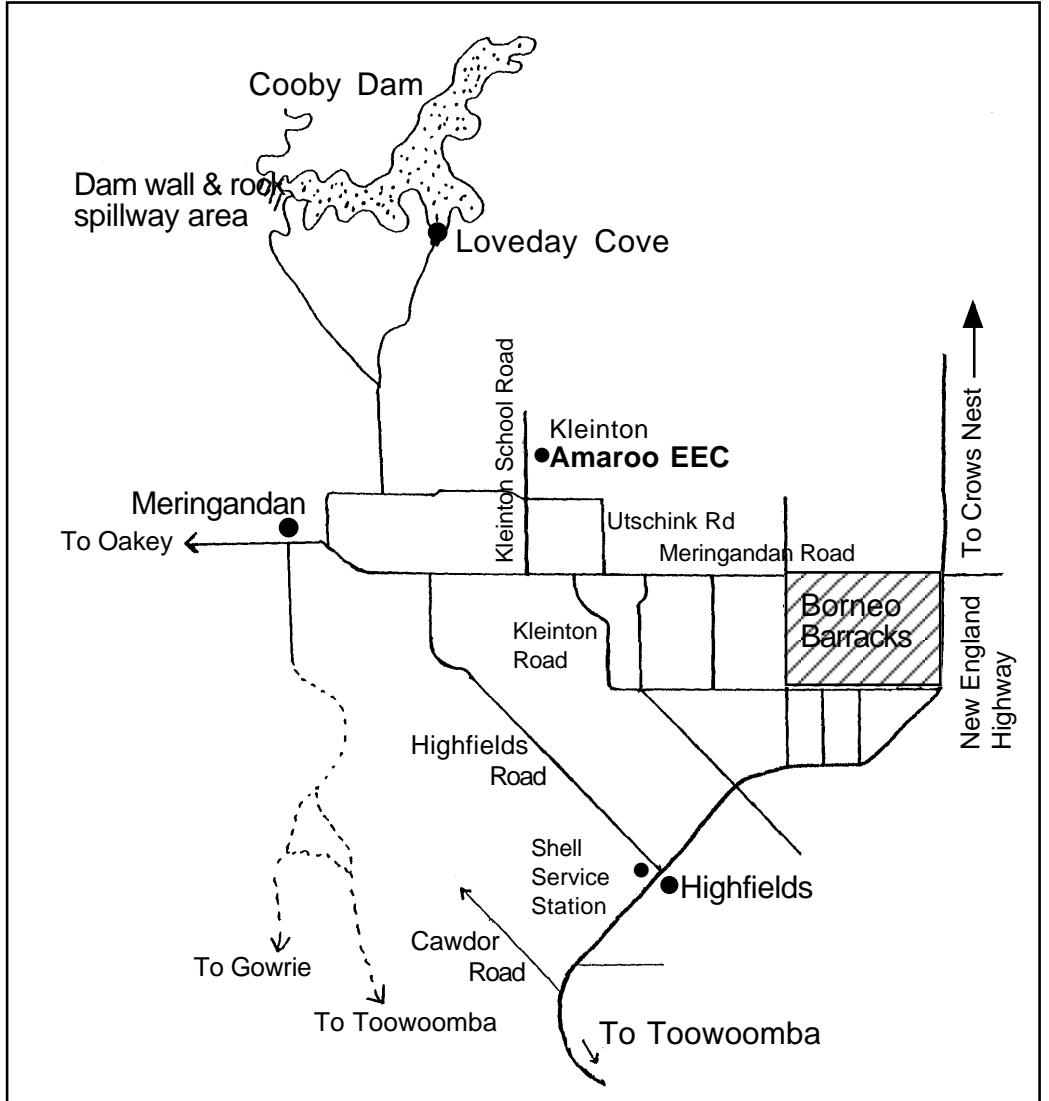 Cooby Dam
Dam wall & rock
spillway area
Loveday Cove
To Crows Nest
Kleinton School Road
Kleinton
Amaroo EEC
Meringandan
To Oakey
Utschink Rd
Meringandan Road
Borneo
Barracks
Kleinton
Road
New England
Highway
Highfields
Road
Shell
Service
Station
Highfields
Cawdor
Road
To Gowrie
To Toowoomba
To Toowoomba